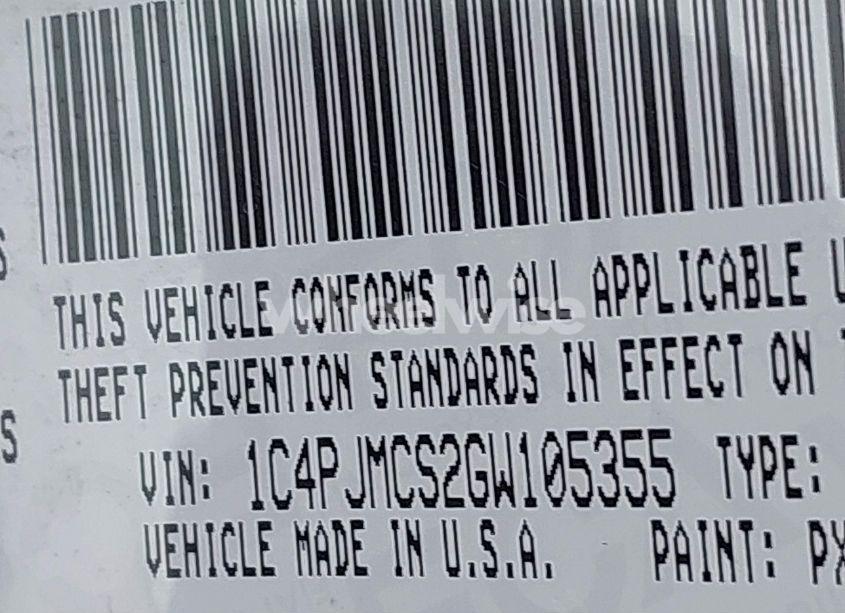 THIS VEHICLE CONFORMS TO ALL APPLICABLE U
THEFT PREVENTION STANDARDS IN EFFECT ON
S
VIN: 1C4PJMCS2GW105355 TYPE:
VEHICLE MADE IN U.S.A. PAINT: PX